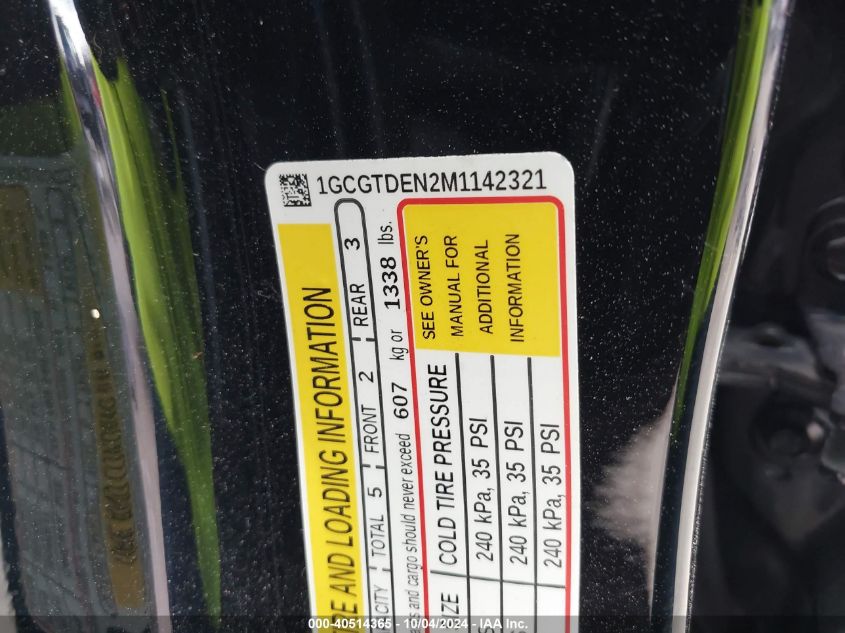 1GCGTDEN2M1142321
AND LOADING INFORMATION
TOTAL 5 FRONT 2 REAR 3
and cargo should never exceed 607 kg or 1338 lbs.
COLD TIRE PRESSURE
240 kPa, 35 PSI
240 kPa, 35 PSI
240 kPa, 35 PSI
SEE OWNER'S
MANUAL FOR
ADDITIONAL
INFORMATION
000-40514365 - 10/04/2024 - IAA Inc.